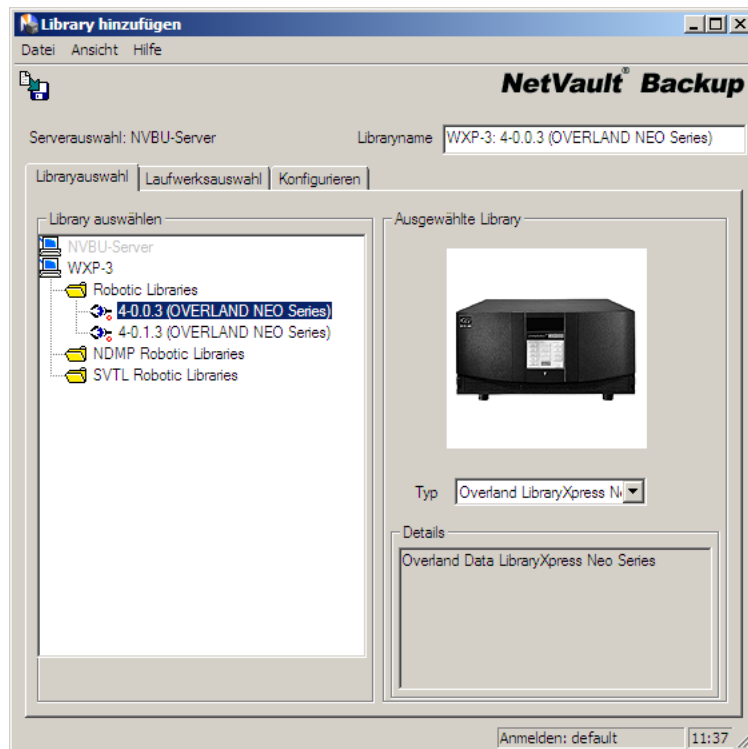 Library hinzufügen
Datei Ansicht Hilfe
NetVault® Backup
Serverauswahl: NVBU-Server
Libraryname WXP-3: 4-0.0.3 (OVERLAND NEO Series)
Libraryauswahl Laufwerksauswahl Konfigurieren
Library auswählen
NVBU-Server
WXP-3
Robotic Libraries
4-0.0.3 (OVERLAND NEO Series)
4-0.1.3 (OVERLAND NEO Series)
NDMP Robotic Libraries
SVTL Robotic Libraries
Ausgewählte Library
Typ Overland LibraryXpress N
Details
Overland Data LibraryXpress Neo Series
Anmelden: default 11:37